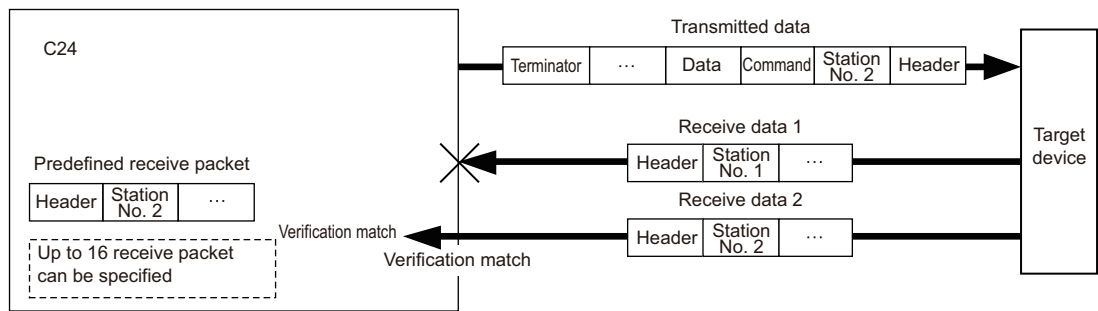 C24
Transmitted data
Terminator ... Data Command Station No. 2 Header
Receive data 1
Header Station No. 1 ...
Predefined receive packet
Header Station No. 2 ...
Receive data 2
Header Station No. 2 ...
Verification match
Verification match
Up to 16 receive packet
can be specified
Target
device